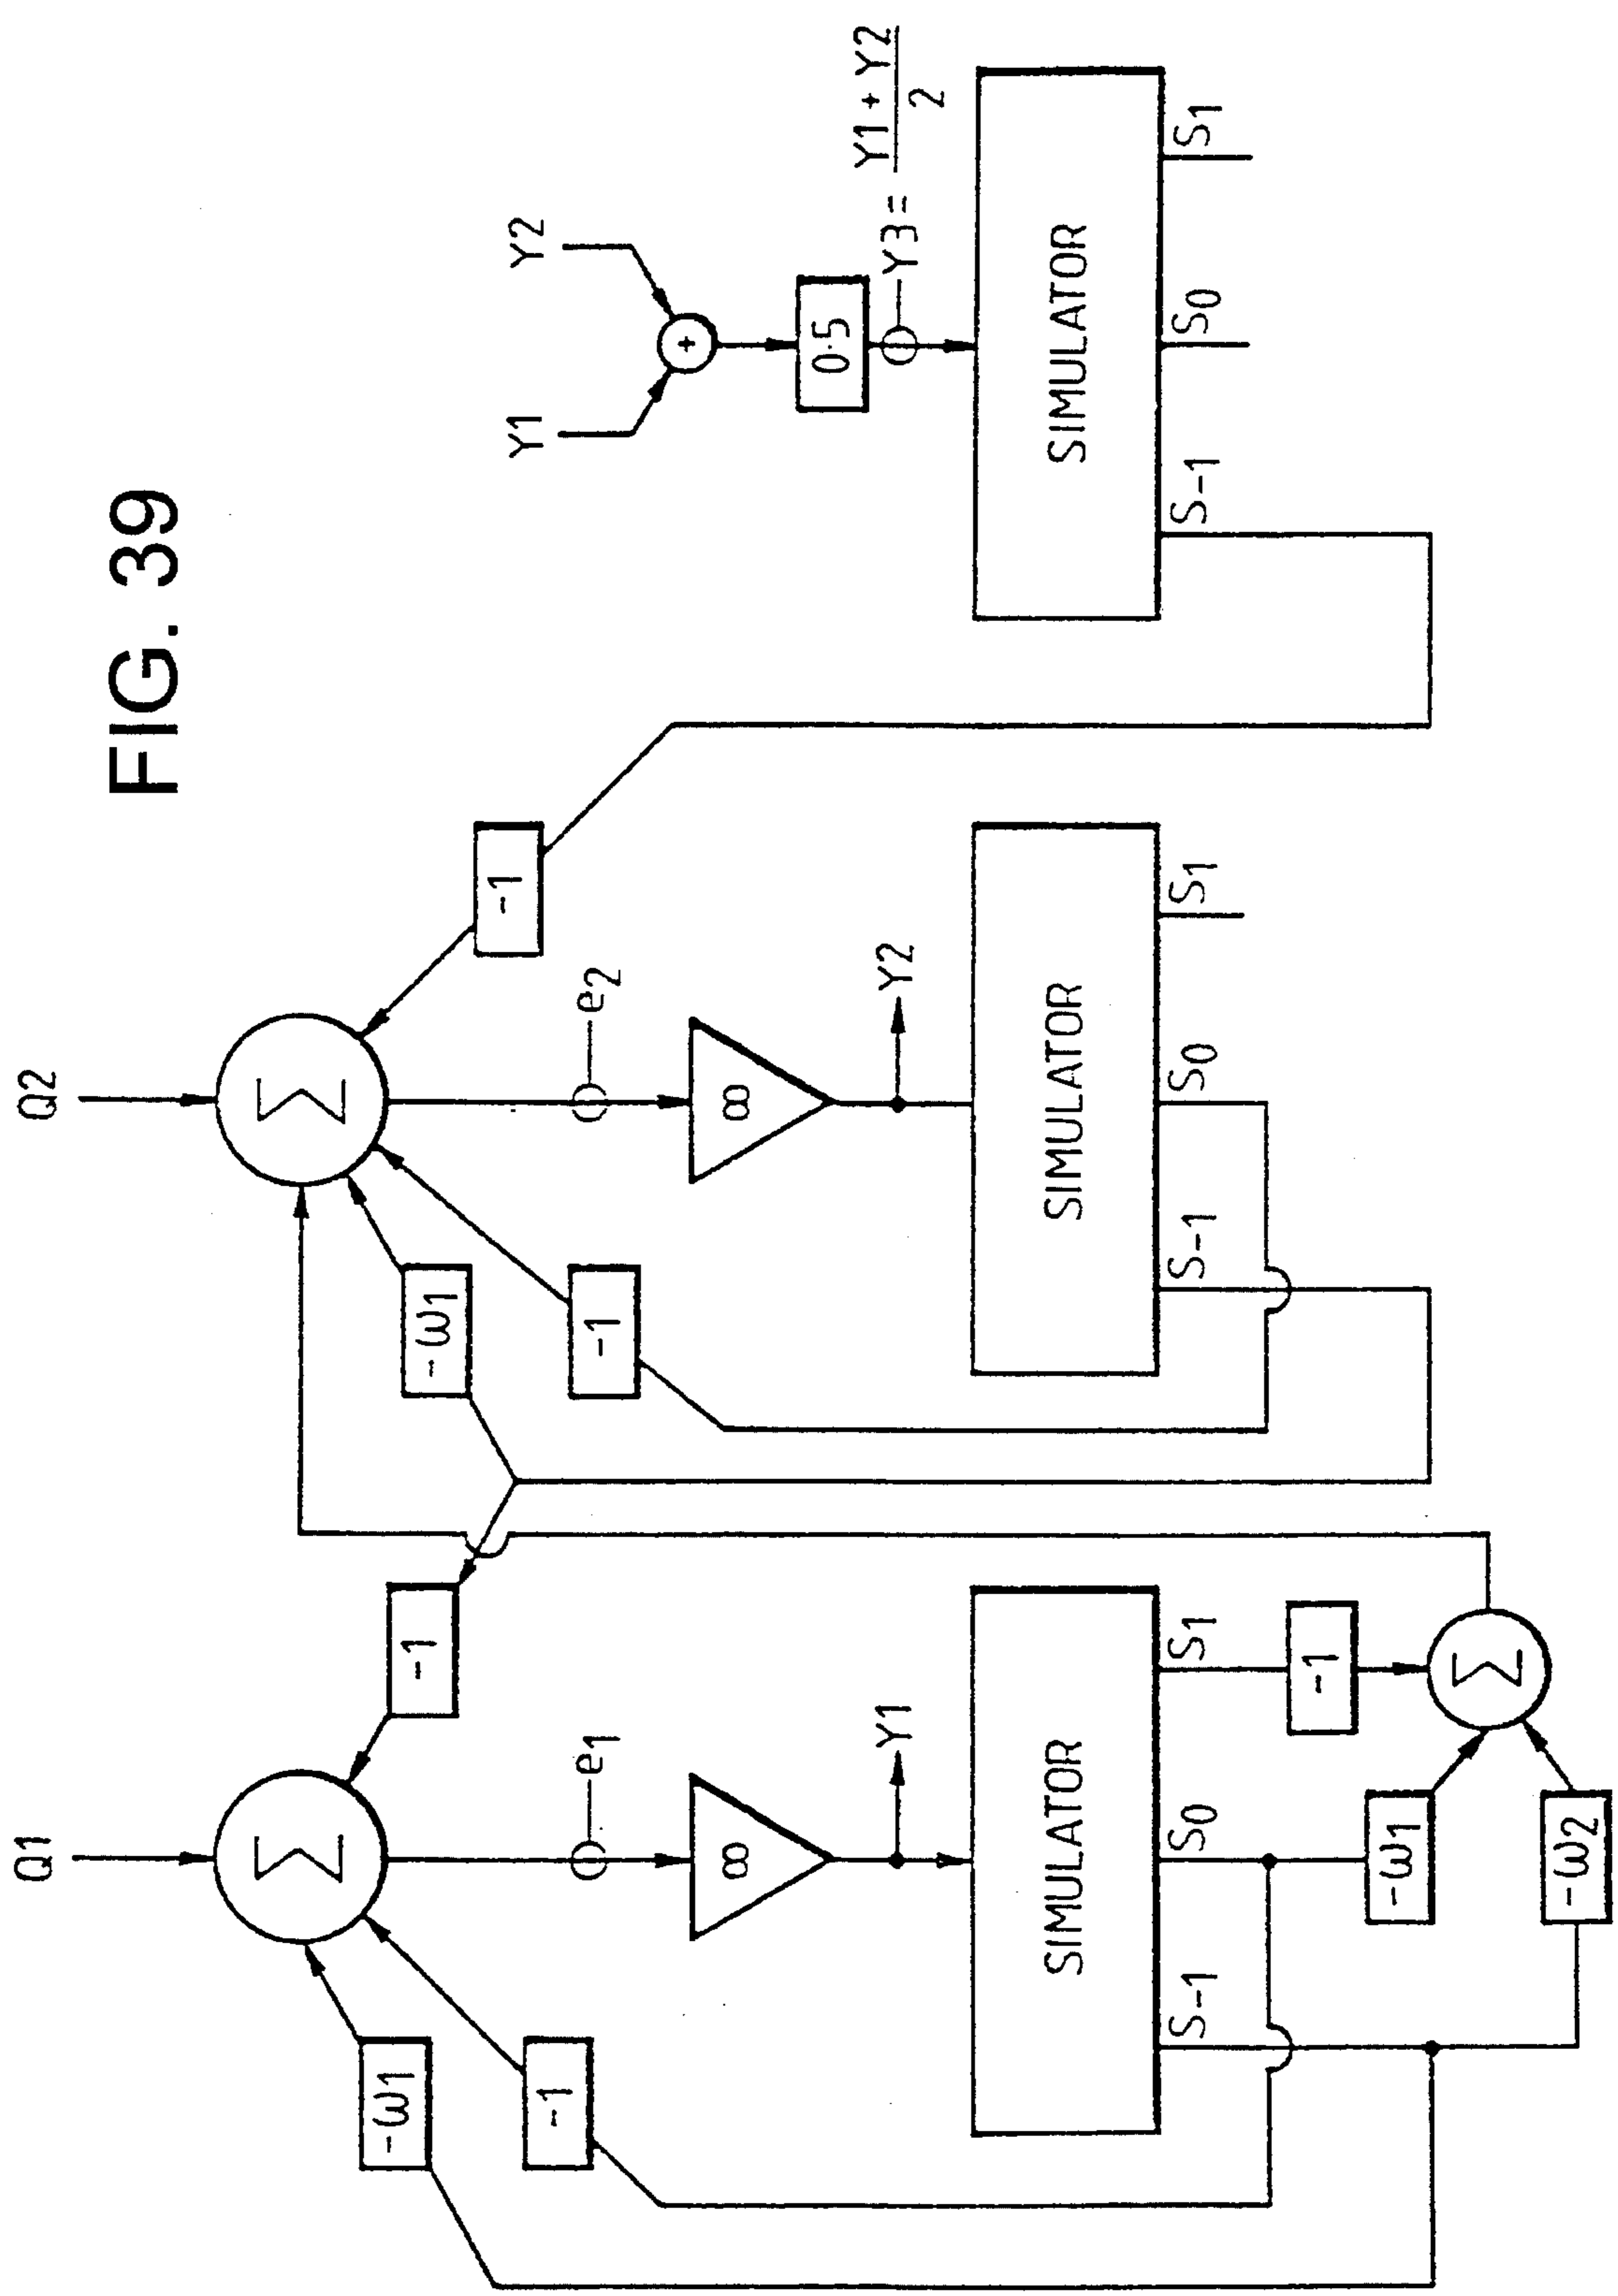 FIG. 39
Q1
Q2
Σ
Σ
-ω1
-1
-1
-ω1
-1
-1
e1
e2
∞
∞
Y1
Y2
Y1
Y2
+
0·5
Y3 = Y1 + Y2
2
SIMULATOR
SIMULATOR
SIMULATOR
S-1
S0
S1
S-1
S0
S1
S-1
S0
S1
-1
-ω1
-ω2
Σ